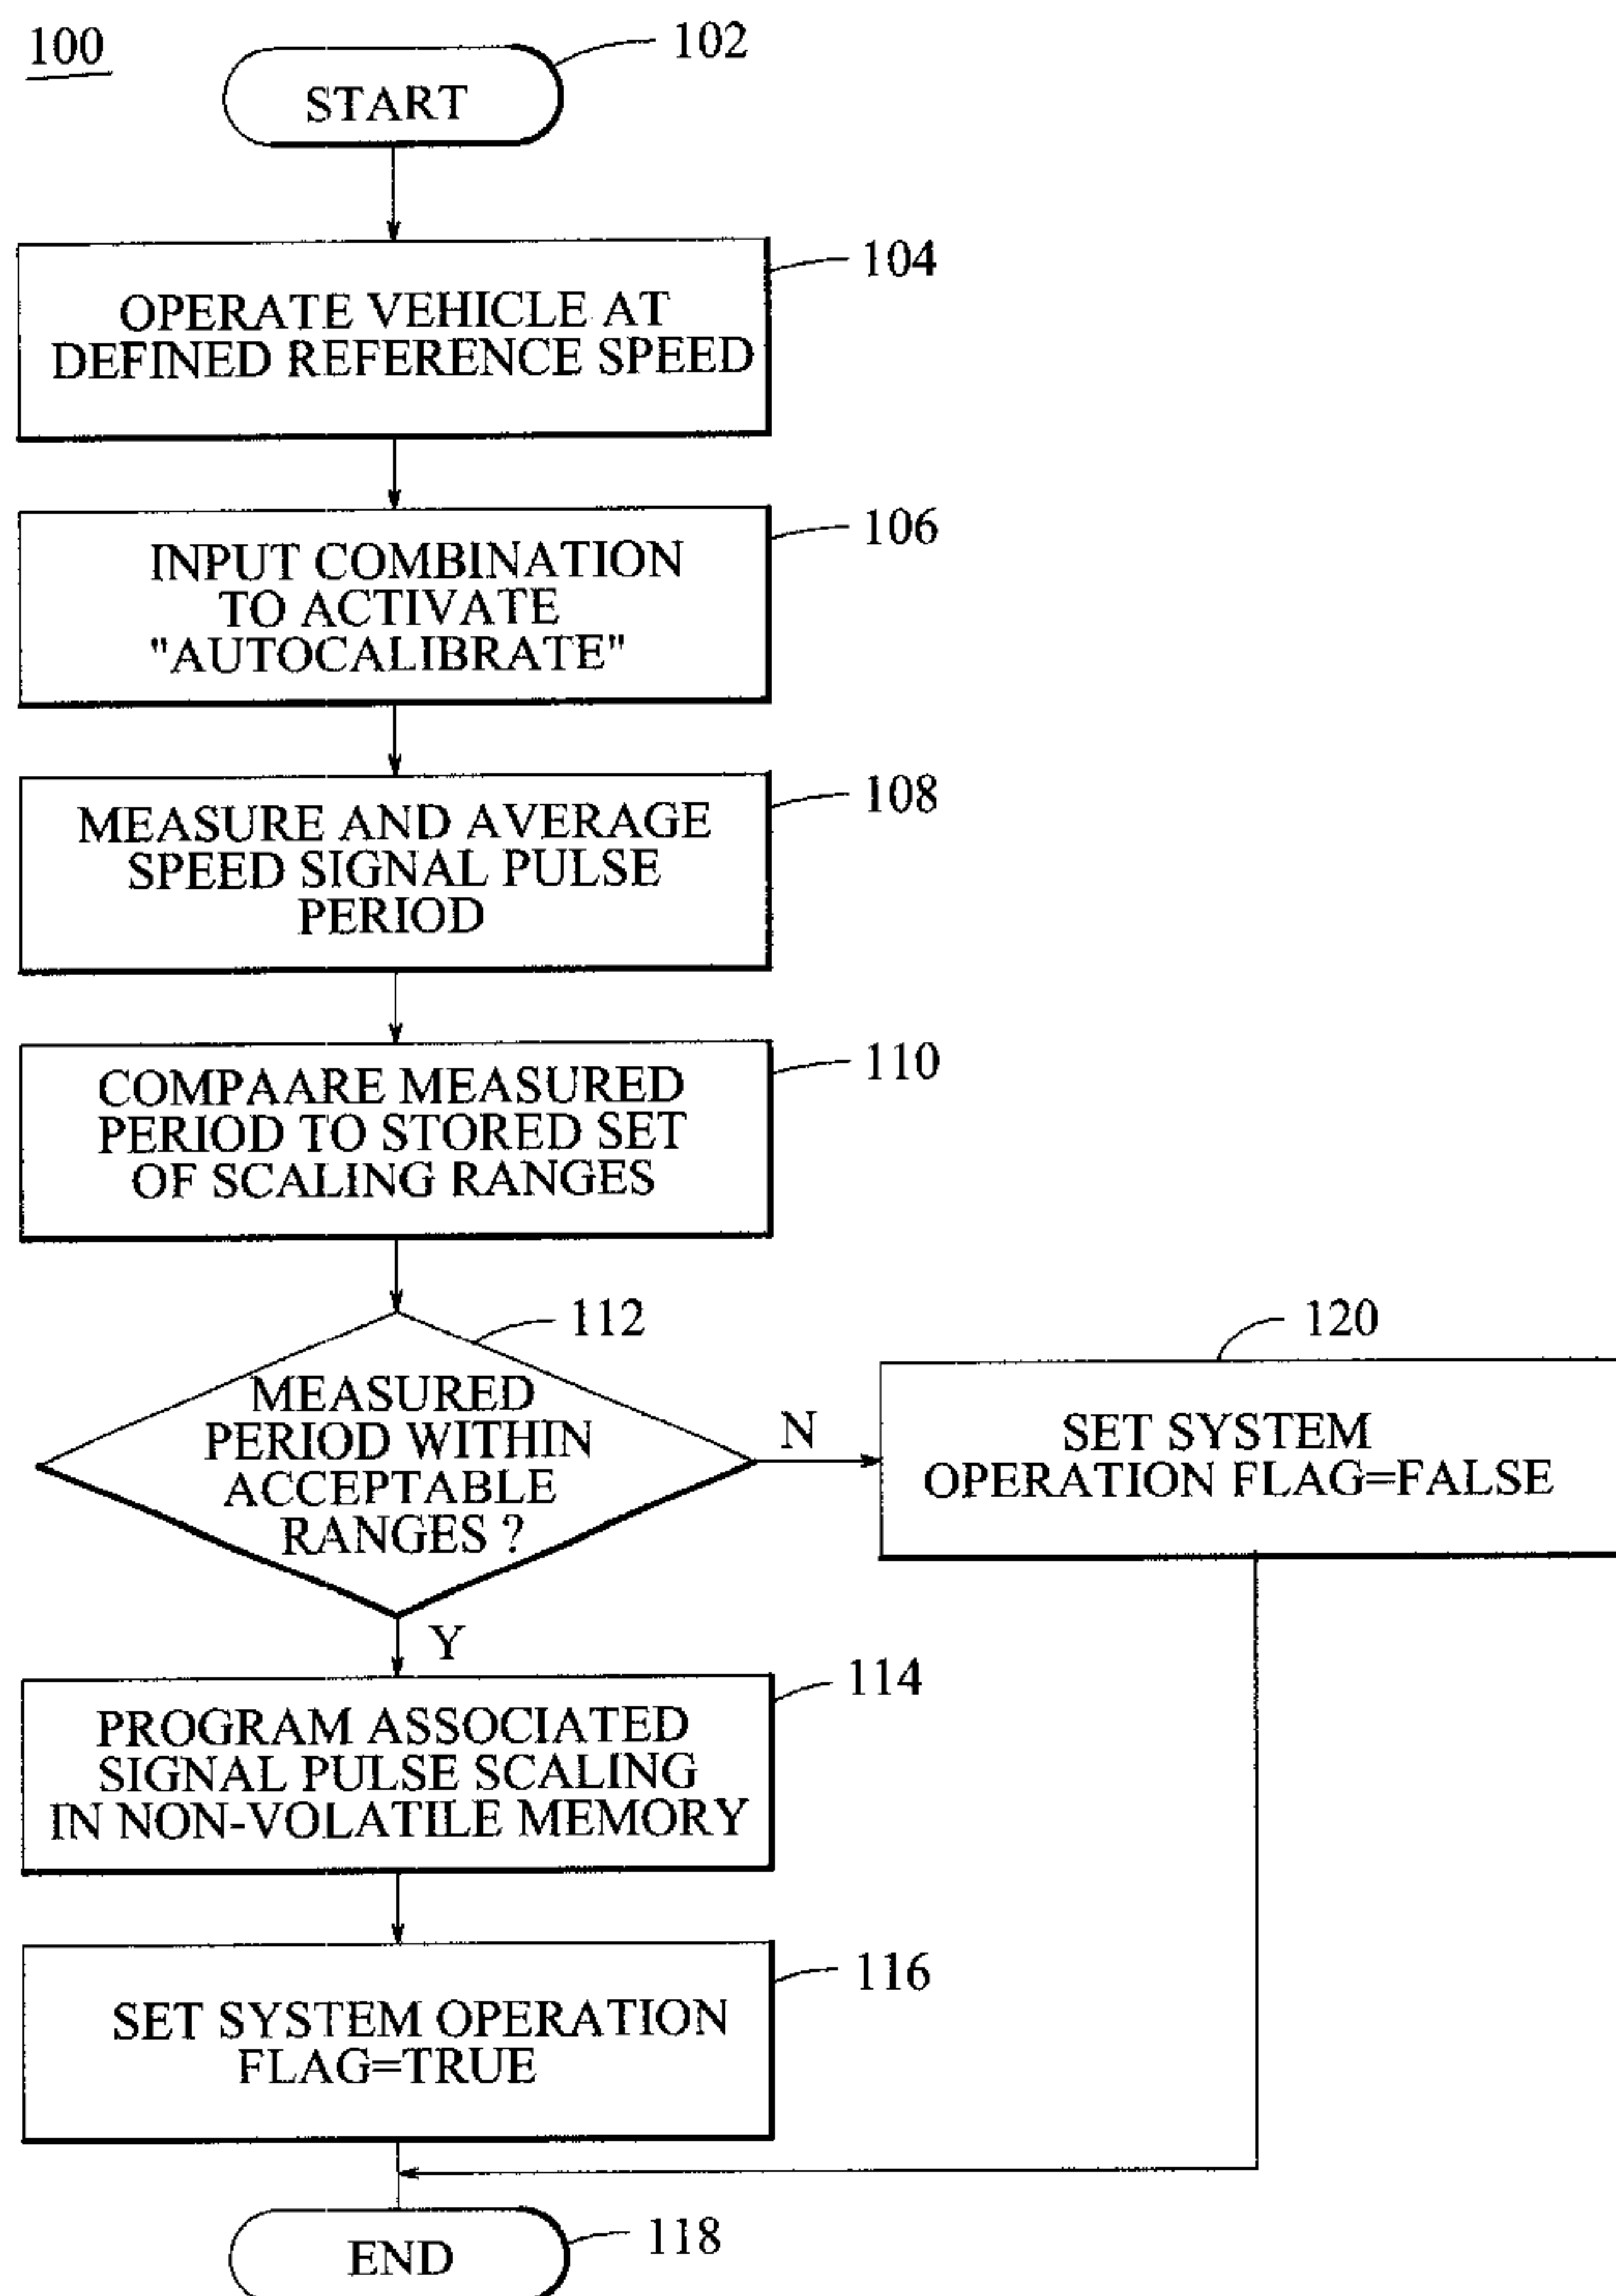 100
102
START
104
OPERATE VEHICLE AT
DEFINED REFERENCE SPEED
106
INPUT COMBINATION
TO ACTIVATE
"AUTOCALIBRATE"
108
MEASURE AND AVERAGE
SPEED SIGNAL PULSE
PERIOD
110
COMPAARE MEASURED
PERIOD TO STORED SET
OF SCALING RANGES
112
MEASURED
PERIOD WITHIN
ACCEPTABLE
RANGES ?
N
120
SET SYSTEM
OPERATION FLAG=FALSE
Y
114
PROGRAM ASSOCIATED
SIGNAL PULSE SCALING
IN NON-VOLATILE MEMORY
116
SET SYSTEM OPERATION
FLAG=TRUE
118
END